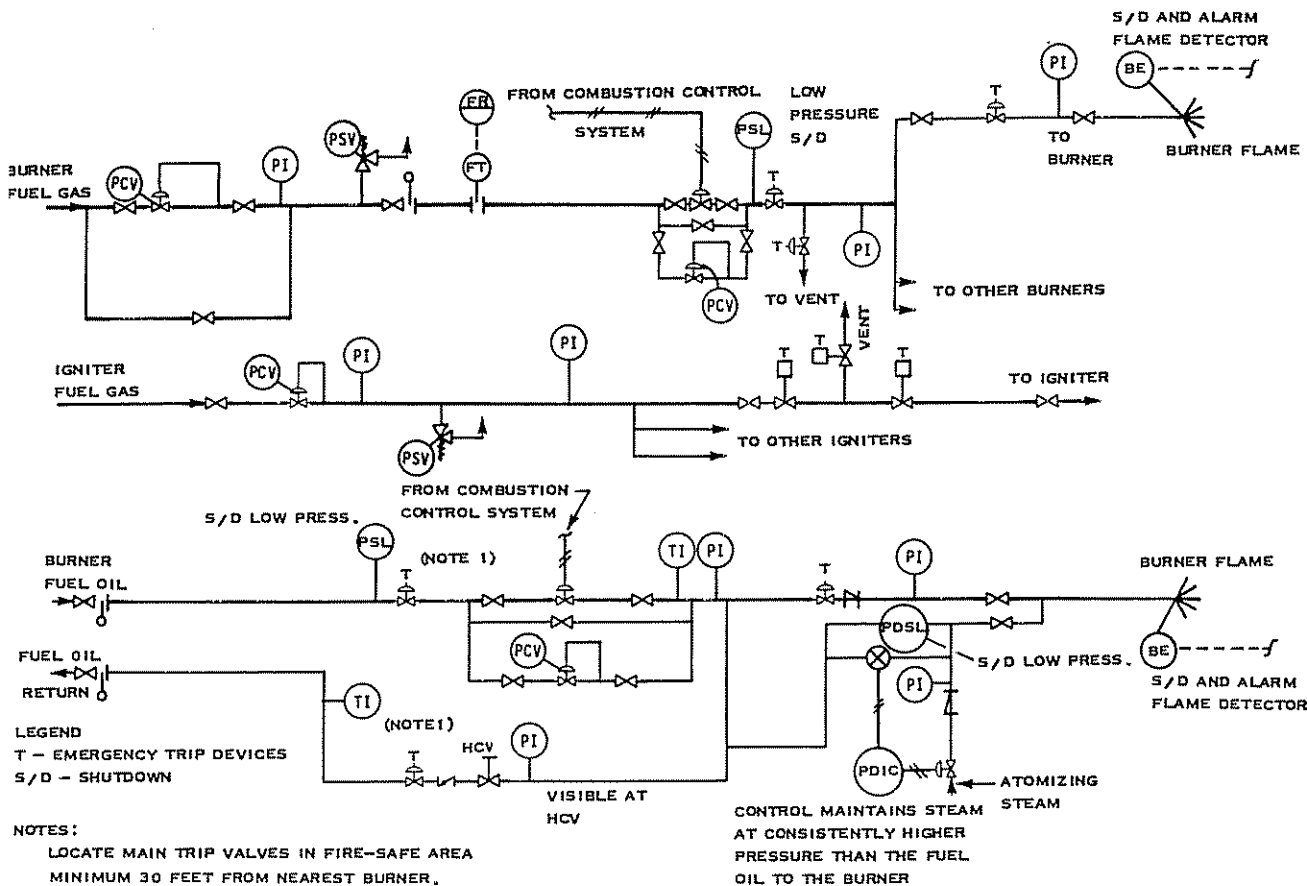 S/D AND ALARM
FLAME DETECTOR
PI
BE
FROM COMBUSTION CONTROL
SYSTEM
LOW
PRESSURE
S/D
T
TO
BURNER
BURNER FLAME
FR
PSV
PSL
BURNER
FUEL GAS
PCV
PI
FT
T
T
PI
PCV
TO VENT
TO OTHER BURNERS
IGNITER
FUEL GAS
PCV
PI
PI
VENT
T
T
T
TO IGNITER
PSV
TO OTHER IGNITERS
FROM COMBUSTION
CONTROL SYSTEM
S/D LOW PRESS.
PSL
(NOTE 1)
T
TI
PI
T
PI
BURNER FLAME
BURNER
FUEL OIL
PCV
PDSL
S/D LOW PRESS.
BE
S/D AND ALARM
FLAME DETECTOR
FUEL OIL
RETURN
TI
(NOTE1)
T
HCV
PI
PI
VISIBLE AT
HCV
PDIC
ATOMIZING
STEAM
LEGEND
T - EMERGENCY TRIP DEVICES
S/D - SHUTDOWN
CONTROL MAINTAINS STEAM
AT CONSISTENTLY HIGHER
PRESSURE THAN THE FUEL
OIL TO THE BURNER
NOTES:
LOCATE MAIN TRIP VALVES IN FIRE-SAFE AREA
MINIMUM 30 FEET FROM NEAREST BURNER.